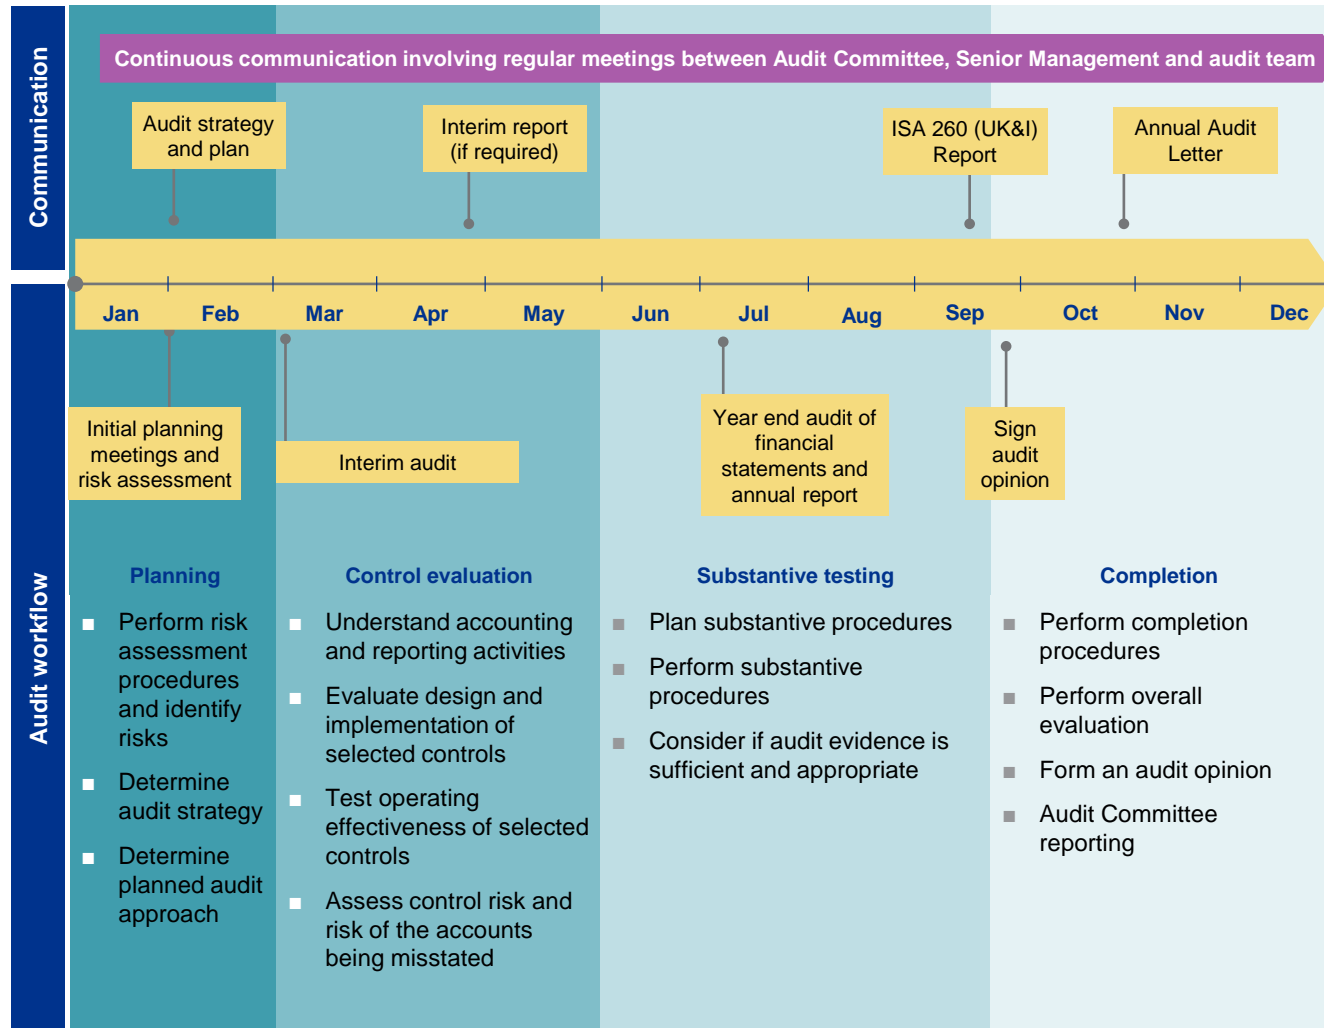 Communication
Continuous communication involving regular meetings between Audit Committee, Senior Management and audit team
Audit strategy
and plan
Interim report
(if required)
ISA 260 (UK&I)
Report
Annual Audit
Letter
Jan
Feb
Mar
Apr
May
Jun
Jul
Aug
Sep
Oct
Nov
Dec
Audit workflow
Initial planning
meetings and
risk assessment
Interim audit
Year end audit of
financial
statements and
annual report
Sign
audit
opinion
Planning
Perform risk
assessment
procedures
and identify
risks
Determine
audit strategy
Determine
planned audit
approach
Control evaluation
Understand accounting
and reporting activities
Evaluate design and
implementation of
selected controls
Test operating
effectiveness of selected
controls
Assess control risk and
risk of the accounts
being misstated
Substantive testing
Plan substantive procedures
Perform substantive
procedures
Consider if audit evidence is
sufficient and appropriate
Completion
Perform completion
procedures
Perform overall
evaluation
Form an audit opinion
Audit Committee
reporting